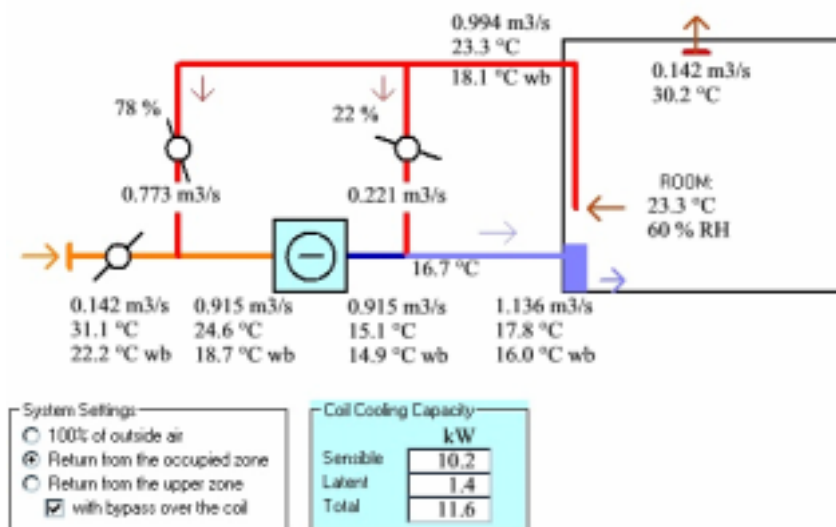 0.994 m3/s
23.3 °C
18.1 °C wb
0.142 m3/s
30.2 °C
78 %
22 %
0.773 m3/s
0.221 m3/s
ROOM:
23.3 °C
60 % RH
16.7 °C
0.142 m3/s
31.1 °C
22.2 °C wb
0.915 m3/s
24.6 °C
18.7 °C wb
0.915 m3/s
15.1 °C
14.9 °C wb
1.136 m3/s
17.8 °C
16.0 °C wb
System Settings
100% of outside air
Return from the occupied zone
Return from the upper zone
with bypass over the coil
Coil Cooling Capacity
kW
Sensible 10.2
Latent 1.4
Total 11.6